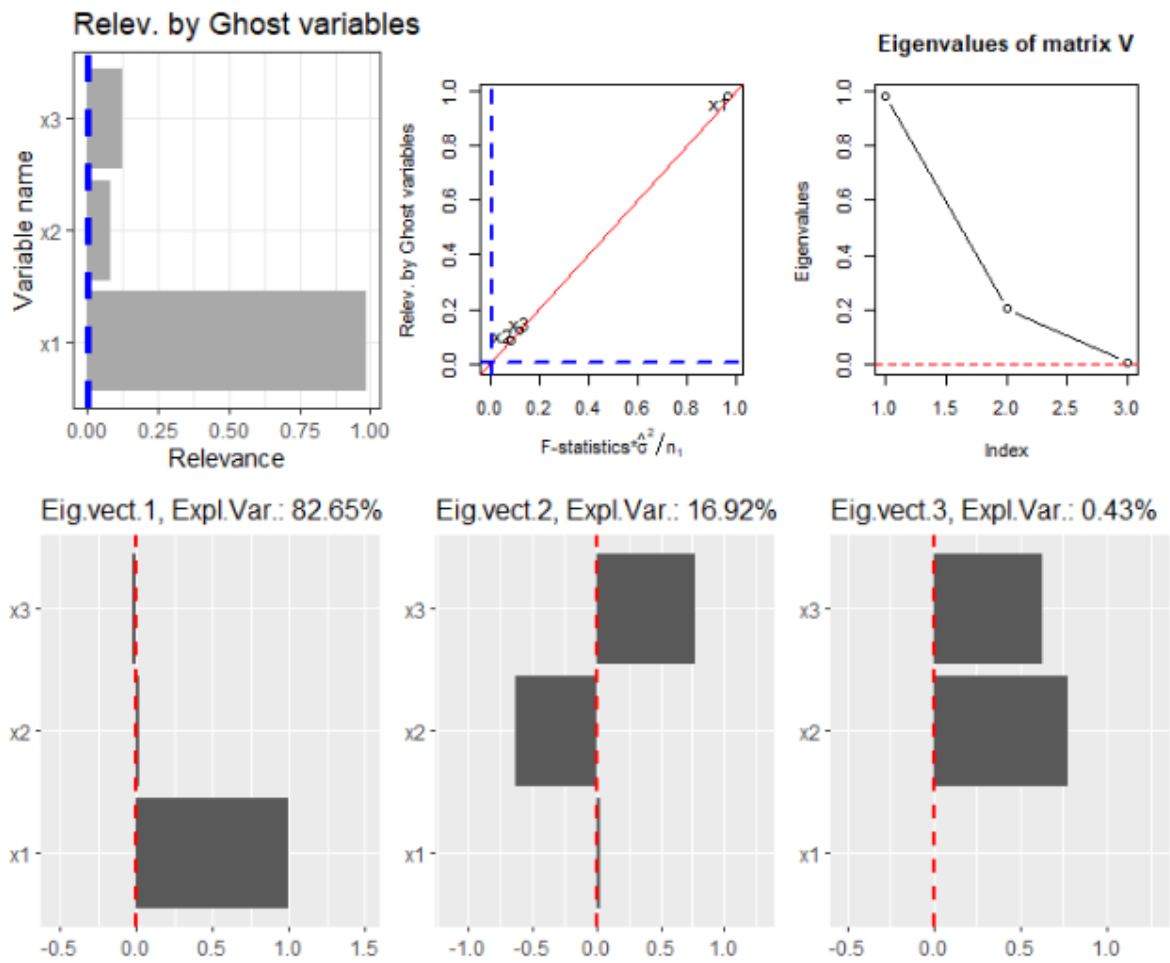 Relev. by Ghost variables
Variable name
x3
x2
x1
0.00 0.25 0.50 0.75 1.00
Relevance
Relev. by Ghost variables
1.0
0.8
0.6
0.4
0.2
0.0
x1
x2
x3
0.0 0.2 0.4 0.6 0.8 1.0
F-statistics*σ̂²/n₁
Eigenvalues of matrix V
Eigenvalues
1.0
0.8
0.6
0.4
0.2
0.0
1.0 1.5 2.0 2.5 3.0
Index
Eig.vect.1, Expl.Var.: 82.65%
x3
x2
x1
-0.5 0.0 0.5 1.0 1.5
Eig.vect.2, Expl.Var.: 16.92%
x3
x2
x1
-1.0 -0.5 0.0 0.5 1.0
Eig.vect.3, Expl.Var.: 0.43%
x3
x2
x1
-0.5 0.0 0.5 1.0